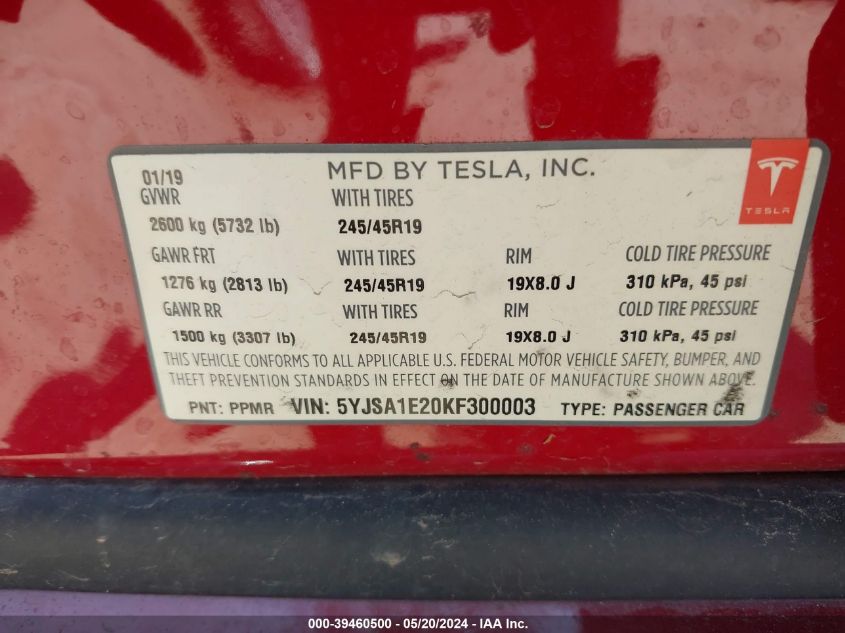 01/19 MFD BY TESLA, INC.
TESLA
GVWR WITH TIRES
2600 kg (5732 lb) 245/45R19
GAWR FRT WITH TIRES RIM COLD TIRE PRESSURE
1276 kg (2813 lb) 245/45R19 19X8.0 J 310 kPa, 45 psi
GAWR RR WITH TIRES RIM COLD TIRE PRESSURE
1500 kg (3307 lb) 245/45R19 19X8.0 J 310 kPa, 45 psi
THIS VEHICLE CONFORMS TO ALL APPLICABLE U.S. FEDERAL MOTOR VEHICLE SAFETY, BUMPER, AND
THEFT PREVENTION STANDARDS IN EFFECT ON THE DATE OF MANUFACTURE SHOWN ABOVE.
PNT: PPMR VIN: 5YJSA1E20KF300003 TYPE: PASSENGER CAR
000-39460500 - 05/20/2024 - IAA Inc.